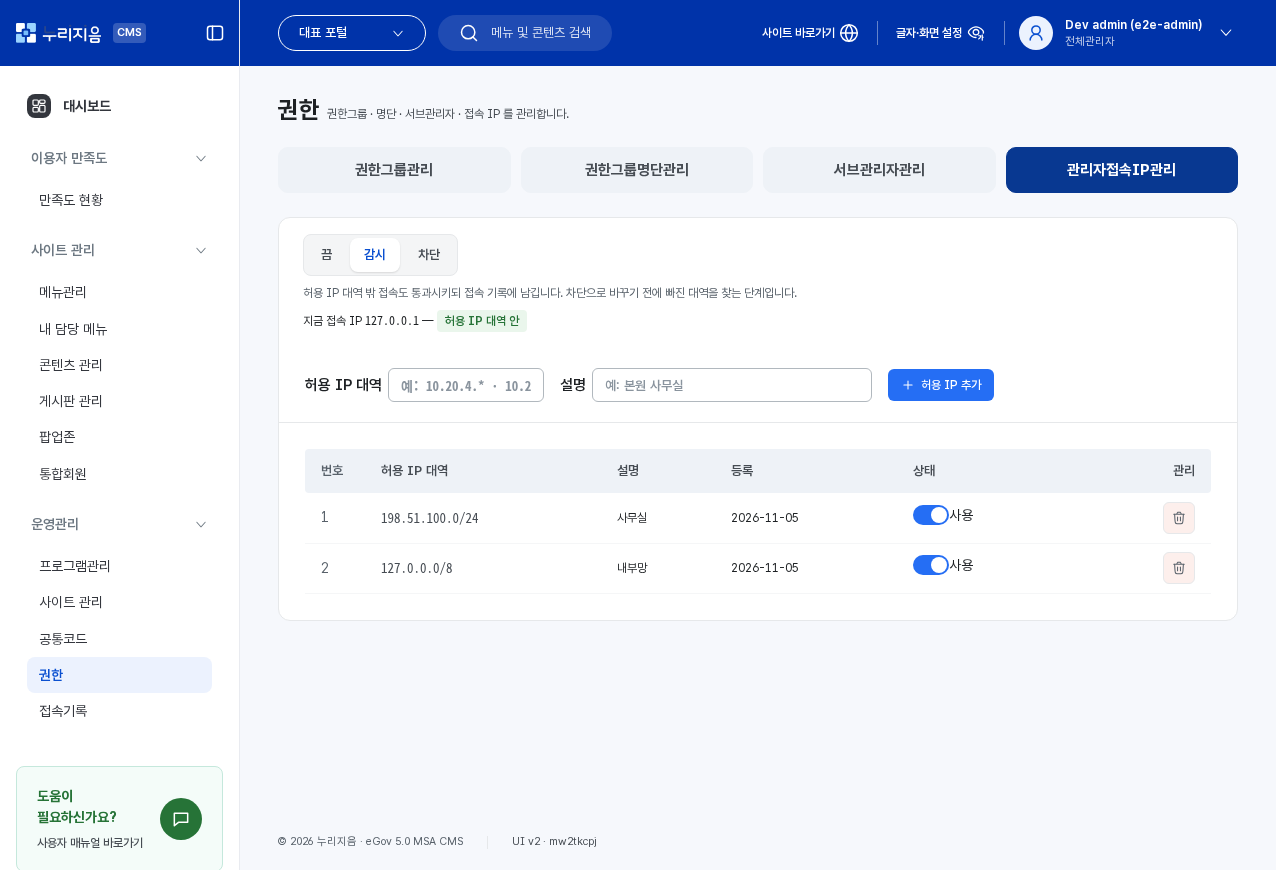 누리지음 CMS
대표 포털
메뉴 및 콘텐츠 검색
사이트 바로가기
글자·화면 설정
Dev admin (e2e-admin)
전체관리자
대시보드
이용자 만족도
만족도 현황
사이트 관리
메뉴관리
내 담당 메뉴
콘텐츠 관리
게시판 관리
팝업존
통합회원
운영관리
프로그램관리
사이트 관리
공통코드
권한
접속기록
도움이
필요하신가요?
사용자 매뉴얼 바로가기
권한 권한그룹 · 명단 · 서브관리자 · 접속 IP 를 관리합니다.
권한그룹관리 권한그룹명단관리 서브관리자관리 관리자접속IP관리
끔 감시 차단
허용 IP 대역 밖 접속도 통과시키되 접속 기록에 남깁니다. 차단으로 바꾸기 전에 빠진 대역을 찾는 단계입니다.
지금 접속 IP 127.0.0.1 — 허용 IP 대역 안
허용 IP 대역 예: 10.20.4.* · 10.2 설명 예: 본원 사무실 허용 IP 추가
번호 허용 IP 대역 설명 등록 상태 관리
1 198.51.100.0/24 사무실 2026-11-05 사용
2 127.0.0.0/8 내부망 2026-11-05 사용
© 2026 누리지음 · eGov 5.0 MSA CMS UI v2 · mw2tkcpj